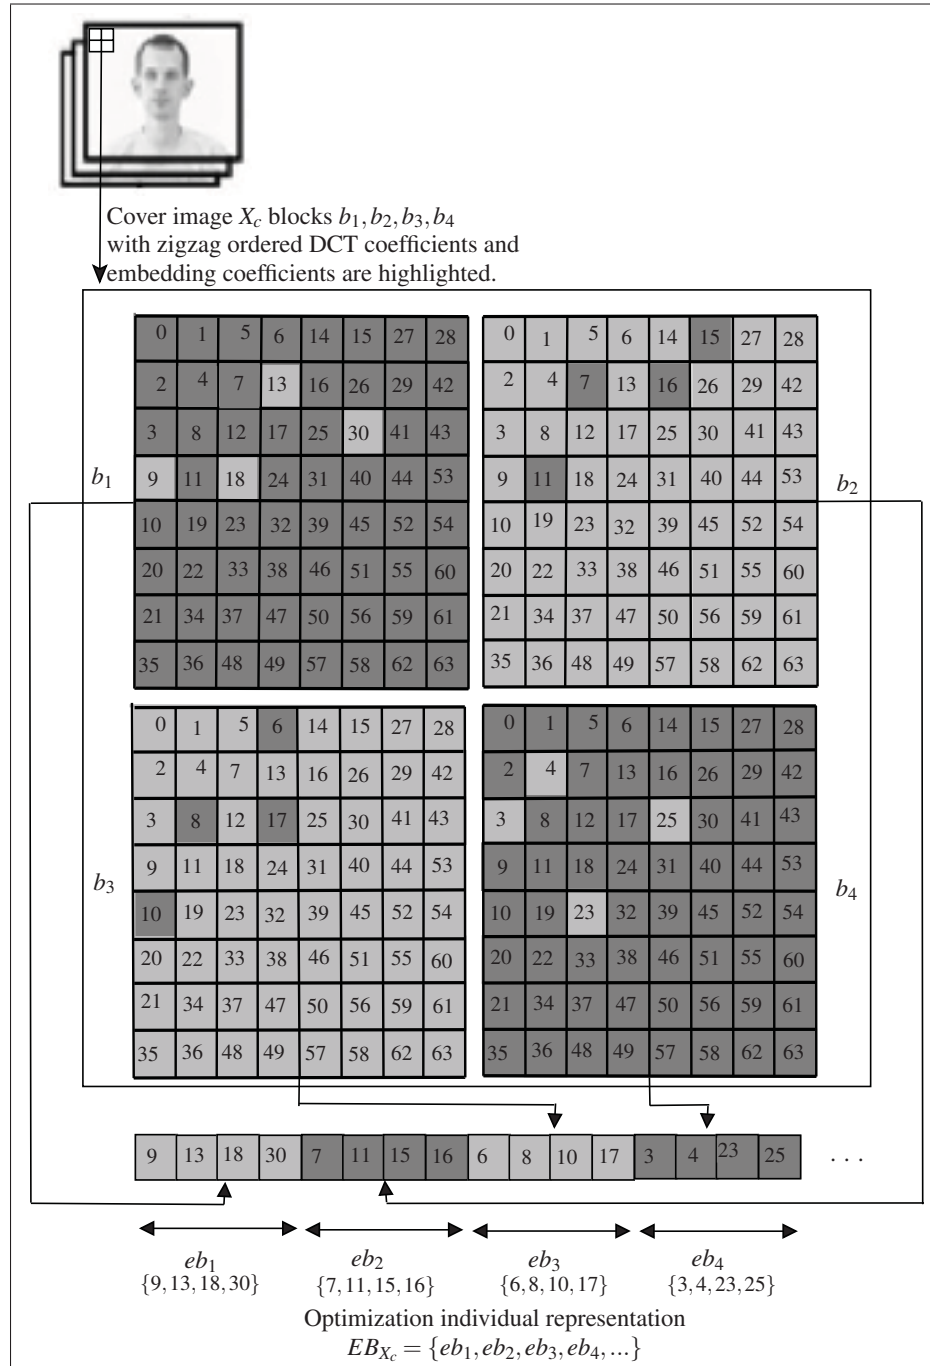 Cover image X_c blocks b_1, b_2, b_3, b_4
with zigzag ordered DCT coefficients and
embedding coefficients are highlighted.
b_1
0 1 5 6 14 15 27 28
2 4 7 13 16 26 29 42
3 8 12 17 25 30 41 43
9 11 18 24 31 40 44 53
10 19 23 32 39 45 52 54
20 22 33 38 46 51 55 60
21 34 37 47 50 56 59 61
35 36 48 49 57 58 62 63
b_2
0 1 5 6 14 15 27 28
2 4 7 13 16 26 29 42
3 8 12 17 25 30 41 43
9 11 18 24 31 40 44 53
10 19 23 32 39 45 52 54
20 22 33 38 46 51 55 60
21 34 37 47 50 56 59 61
35 36 48 49 57 58 62 63
b_3
0 1 5 6 14 15 27 28
2 4 7 13 16 26 29 42
3 8 12 17 25 30 41 43
9 11 18 24 31 40 44 53
10 19 23 32 39 45 52 54
20 22 33 38 46 51 55 60
21 34 37 47 50 56 59 61
35 36 48 49 57 58 62 63
b_4
0 1 5 6 14 15 27 28
2 4 7 13 16 26 29 42
3 8 12 17 25 30 41 43
9 11 18 24 31 40 44 53
10 19 23 32 39 45 52 54
20 22 33 38 46 51 55 60
21 34 37 47 50 56 59 61
35 36 48 49 57 58 62 63
9 13 18 30 7 11 15 16 6 8 10 17 3 4 23 25 . . .
eb_1 eb_2 eb_3 eb_4
{9,13,18,30} {7,11,15,16} {6,8,10,17} {3,4,23,25}
Optimization individual representation
EB_{X_c} = {eb_1, eb_2, eb_3, eb_4, ...}